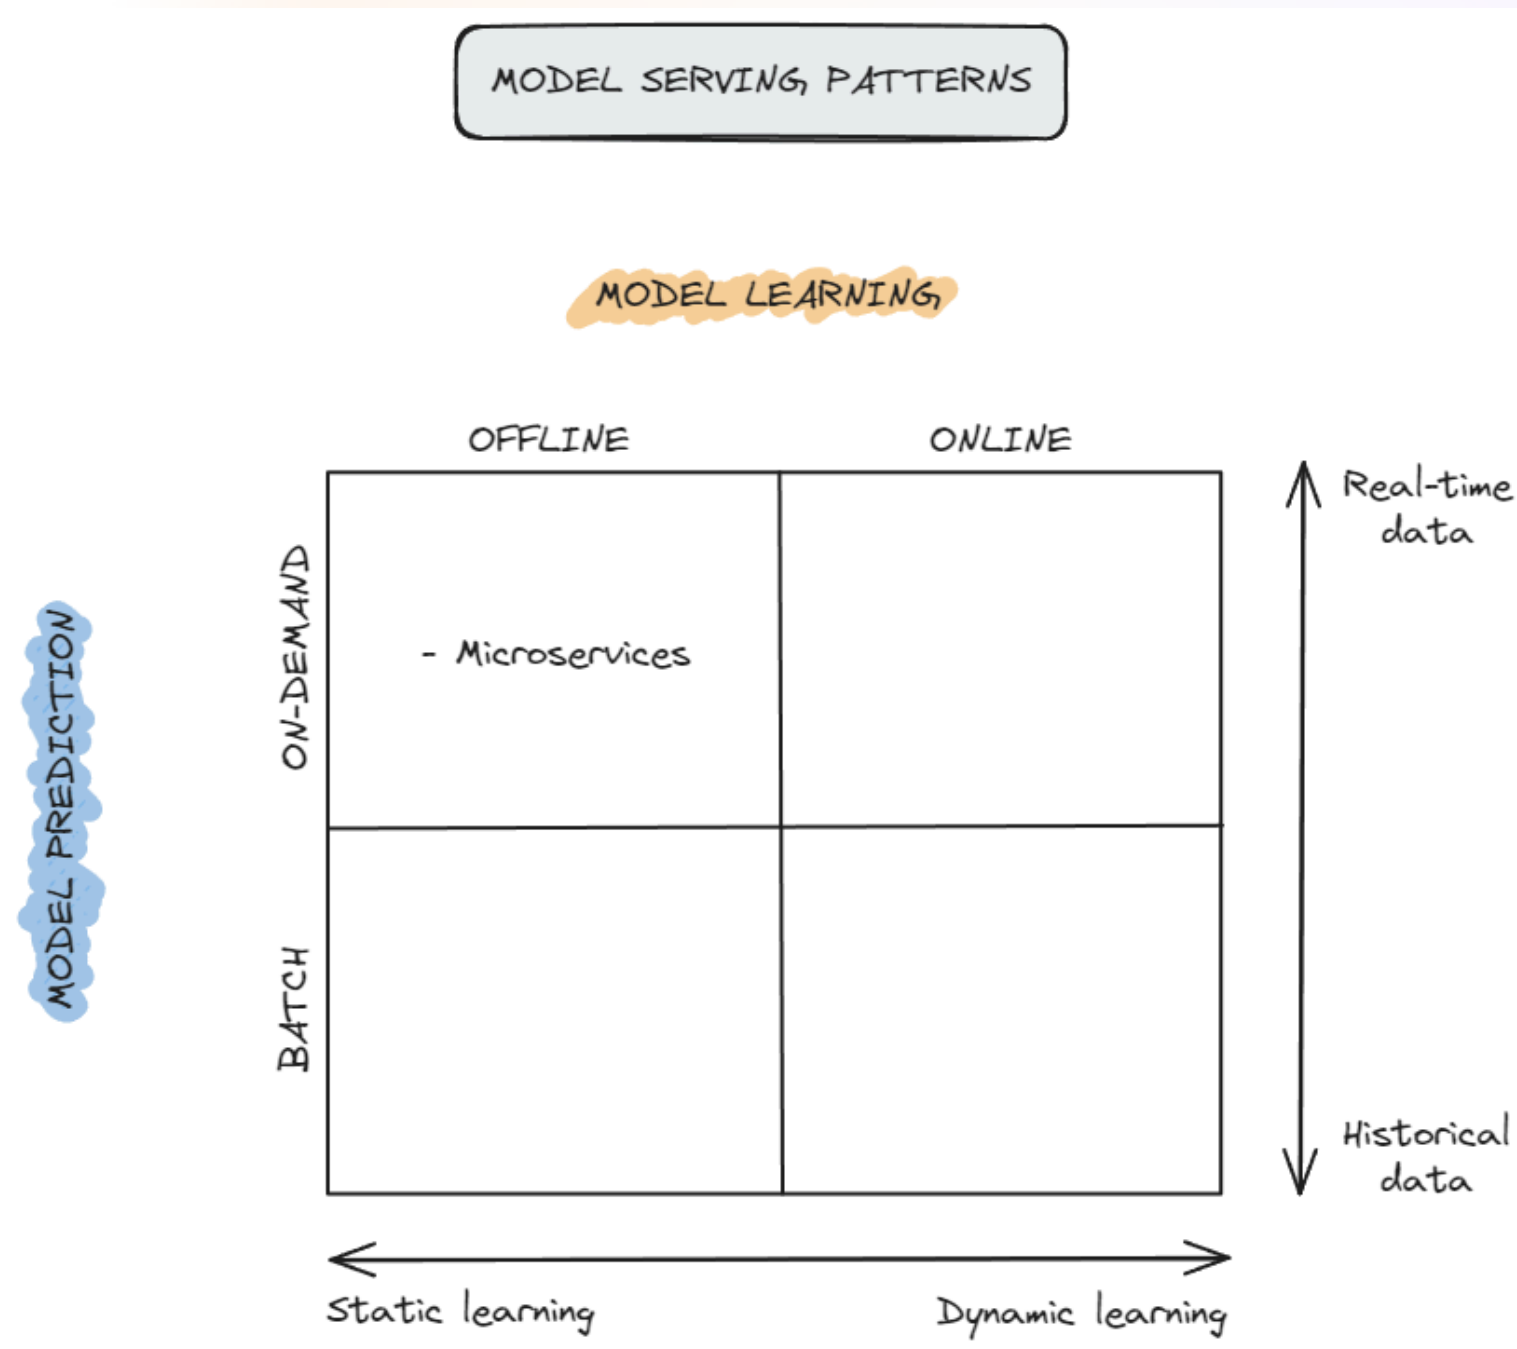 MODEL SERVING PATTERNS
MODEL LEARNING
OFFLINE
ONLINE
MODEL PREDICTION
ON-DEMAND
- Microservices
BATCH
Real-time
data
Historical
data
Static learning
Dynamic learning